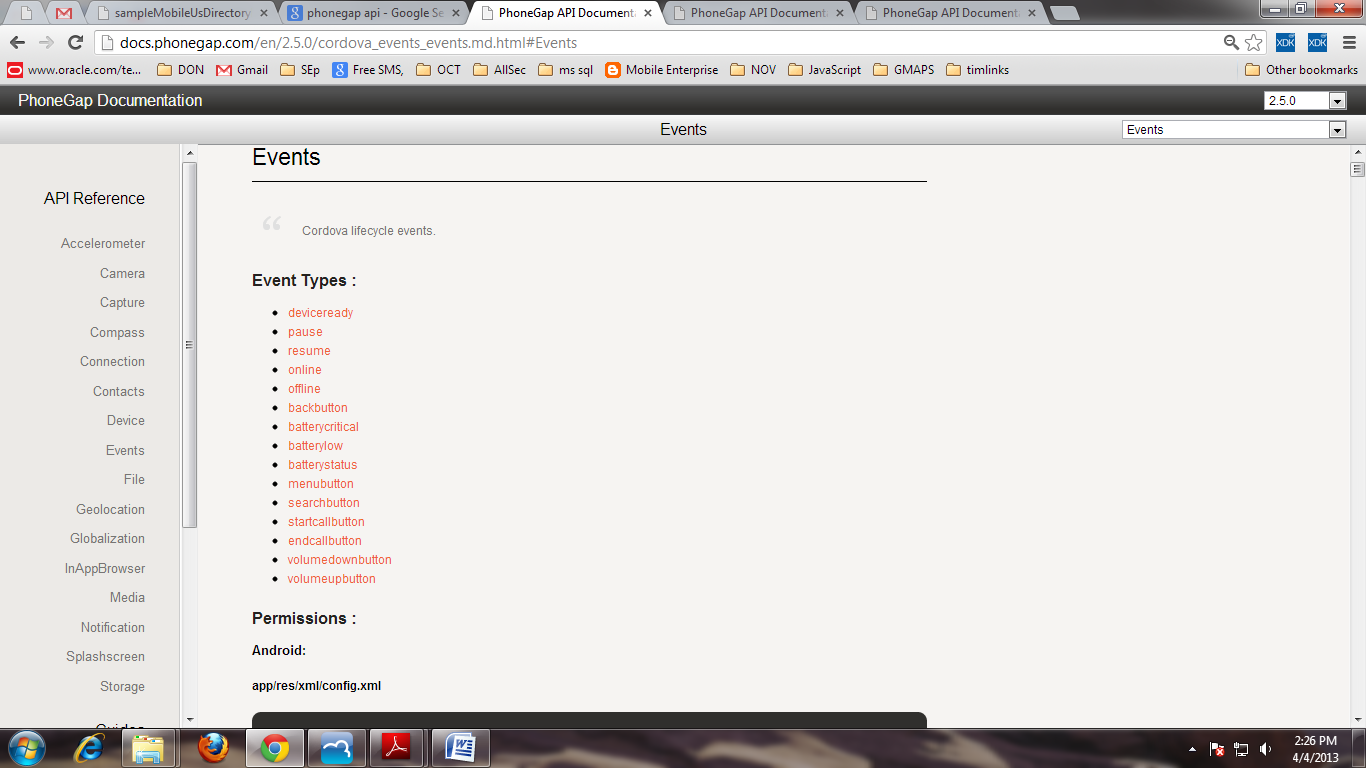 sampleMobileUsDirectory
phonegap api - Google Se
PhoneGap API Document
PhoneGap API Document
PhoneGap API Document
docs.phonegap.com/en/2.5.0/cordova_events_events.md.html#Events
XDK
XDK
www.oracle.com/te...
DON
Gmail
SEp
Free SMS,
OCT
AllSec
ms sql
Mobile Enterprise
NOV
JavaScript
GMAPS
timlinks
Other bookmarks
PhoneGap Documentation
2.5.0
Events
Events
API Reference
Accelerometer
Camera
Capture
Compass
Connection
Contacts
Device
Events
File
Geolocation
Globalization
InAppBrowser
Media
Notification
Splashscreen
Storage
Guides
Events
“
Cordova lifecycle events.
Event Types :
deviceready
pause
resume
online
offline
backbutton
batterycritical
batterylow
batterystatus
menubutton
searchbutton
startcallbutton
endcallbutton
volumedownbutton
volumeupbutton
Permissions :
Android:
app/res/xml/config.xml
2:26 PM
4/4/2013